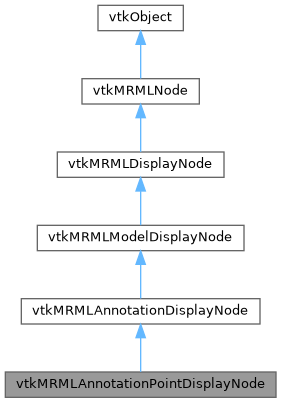 vtkObject
vtkMRMLNode
vtkMRMLDisplayNode
vtkMRMLModelDisplayNode
vtkMRMLAnnotationDisplayNode
vtkMRMLAnnotationPointDisplayNode